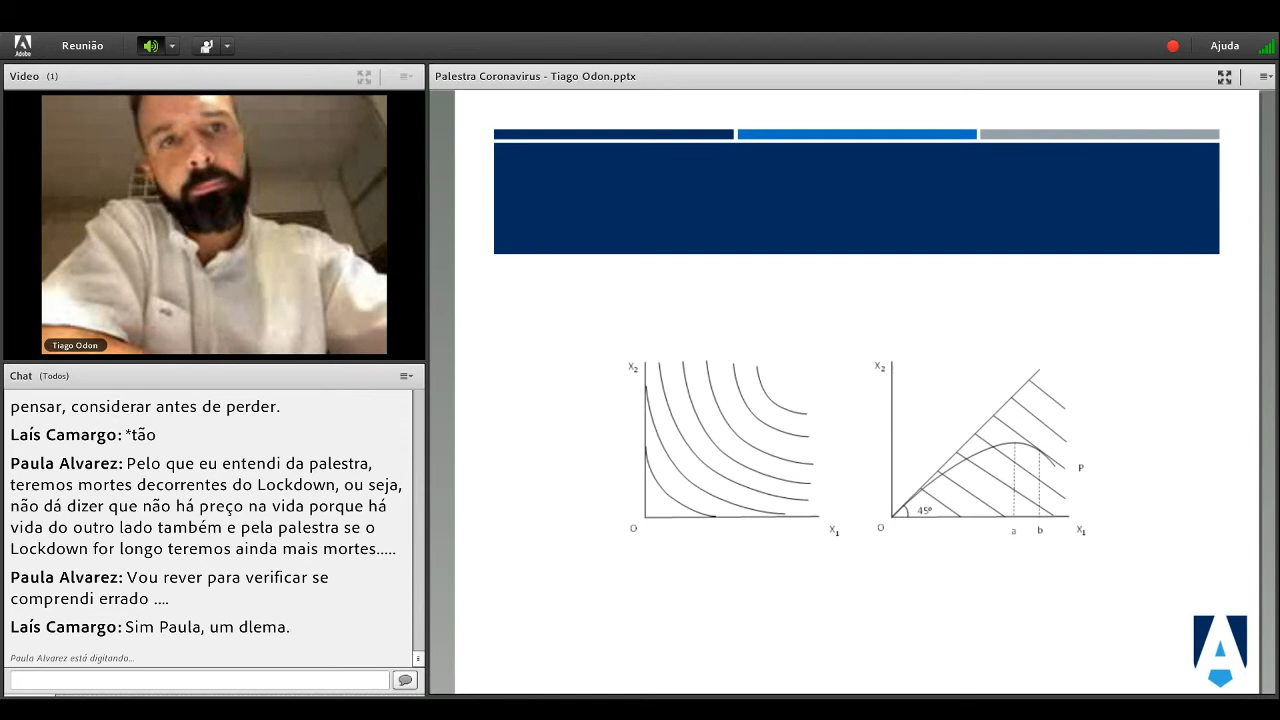 Adobe
Reunião
Ajuda
Video (1)
Tiago Odon
Chat (Todos)
pensar, considerar antes de perder.
Laís Camargo: *tão
Paula Alvarez: Pelo que eu entendi da palestra,
teremos mortes decorrentes do Lockdown, ou seja,
não dá dizer que não há preço na vida porque há
vida do outro lado também e pela palestra se o
Lockdown for longo teremos ainda mais mortes.....
Paula Alvarez: Vou rever para verificar se
comprendi errado ....
Laís Camargo: Sim Paula, um dlema.
Paula Alvarez está digitando...
Palestra Coronavirus - Tiago Odon.pptx
X₂
O
X₁
X₂
P
45º
O
a
b
X₁